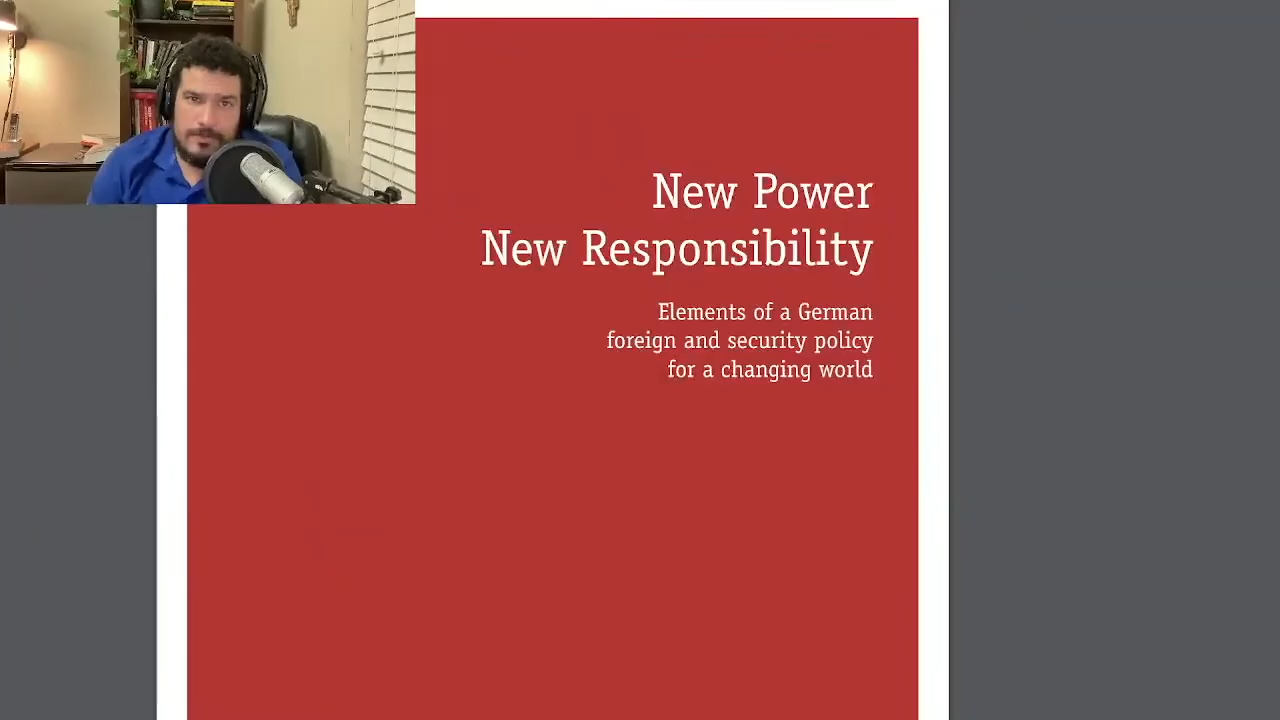 New Power
New Responsibility
Elements of a German
foreign and security policy
for a changing world